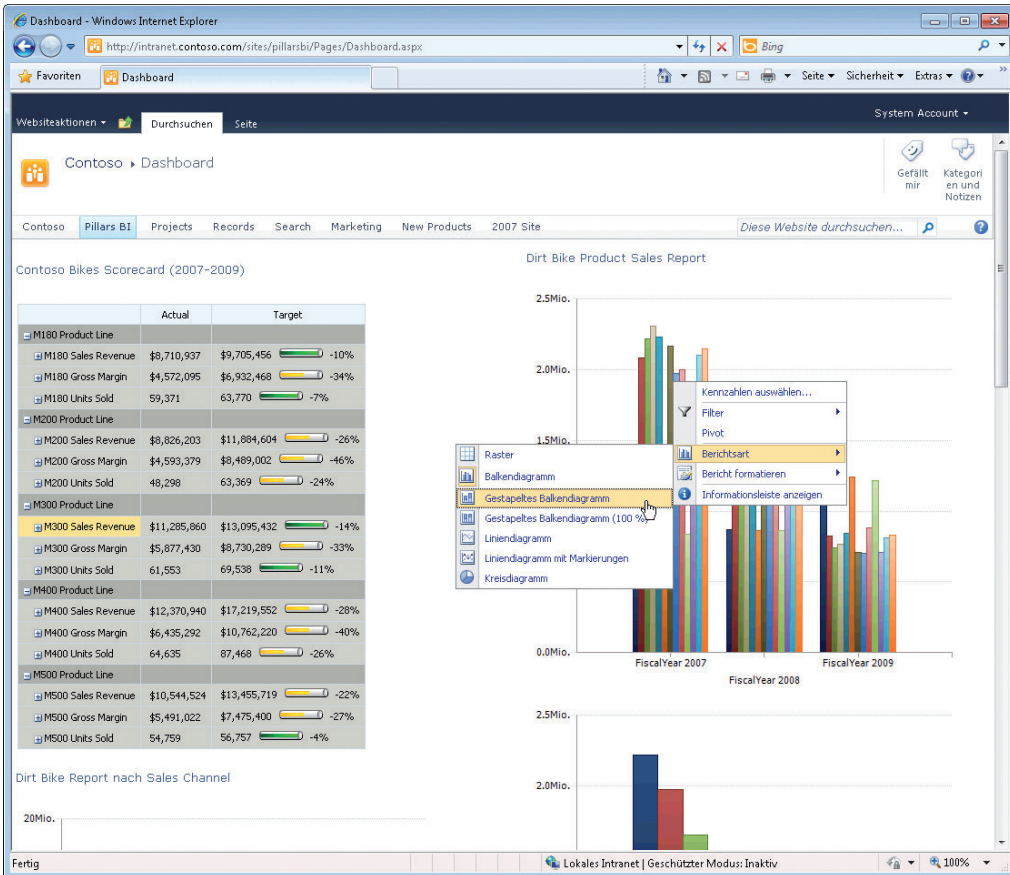 Dashboard - Windows Internet Explorer
http://intranet.contoso.com/sites/pillarsbi/Pages/Dashboard.aspx
Bing
Favoriten
Dashboard
Seite
Sicherheit
Extras
Websiteaktionen
Durchsuchen
Seite
System Account
Contoso
Dashboard
Gefällt mir
Kategori
en und
Notizen
Contoso
Pillars BI
Projects
Records
Search
Marketing
New Products
2007 Site
Diese Website durchsuchen...
Contoso Bikes Scorecard (2007-2009)
Actual Target
M180 Product Line
M180 Sales Revenue $8,710,937 $9,705,456 -10%
M180 Gross Margin $4,572,095 $6,932,468 -34%
M180 Units Sold 59,371 63,770 -7%
M200 Product Line
M200 Sales Revenue $8,826,203 $11,884,604 -26%
M200 Gross Margin $4,593,379 $8,489,002 -46%
M200 Units Sold 48,298 63,369 -24%
M300 Product Line
M300 Sales Revenue $11,285,860 $13,095,432 -14%
M300 Gross Margin $5,877,430 $8,730,289 -33%
M300 Units Sold 61,553 69,538 -11%
M400 Product Line
M400 Sales Revenue $12,370,940 $17,219,552 -28%
M400 Gross Margin $6,435,292 $10,762,220 -40%
M400 Units Sold 64,635 87,468 -26%
M500 Product Line
M500 Sales Revenue $10,544,524 $13,455,719 -22%
M500 Gross Margin $5,491,022 $7,475,400 -27%
M500 Units Sold 54,759 56,757 -4%
Dirt Bike Report nach Sales Channel
20Mio.
Dirt Bike Product Sales Report
2.5Mio.
2.0Mio.
1.5Mio.
0.0Mio.
FiscalYear 2007
FiscalYear 2008
FiscalYear 2009
Kennzahlen auswählen...
Filter
Pivot
Berichtsart
Bericht formatieren
Informationsleiste anzeigen
Raster
Balkendiagramm
Gestapeltes Balkendiagramm
Gestapeltes Balkendiagramm (100 %)
Liniendiagramm
Liniendiagramm mit Markierungen
Kreisdiagramm
2.5Mio.
2.0Mio.
Fertig
Lokales Intranet | Geschützter Modus: Inaktiv
100%